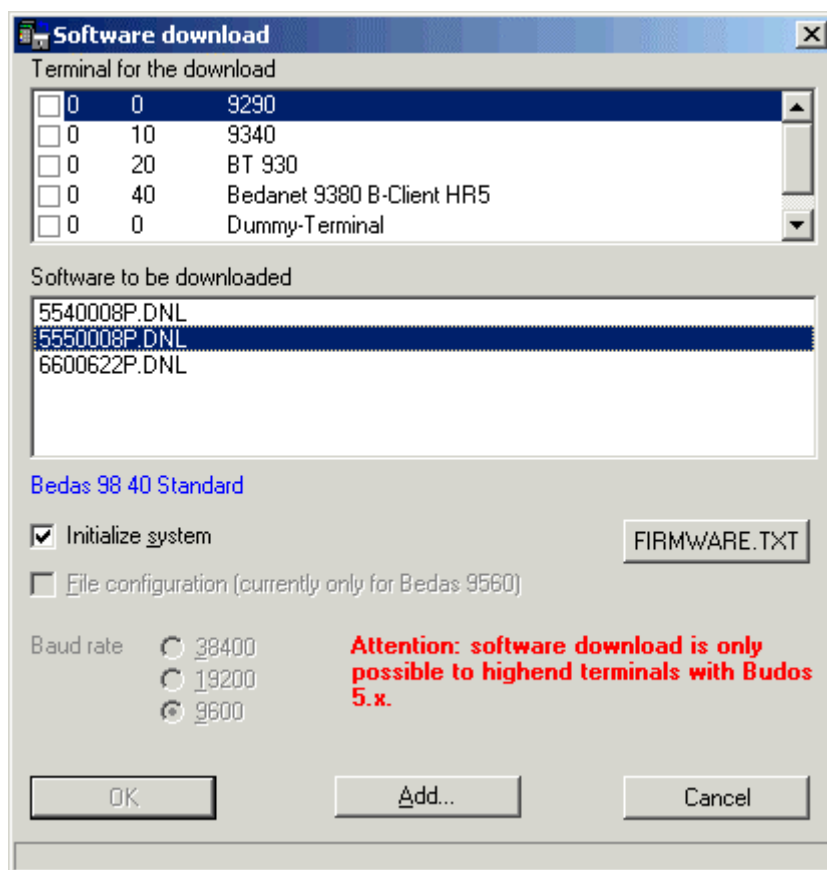 Software download
Terminal for the download
0 0 9290
0 10 9340
0 20 BT 930
0 40 Bedanet 9380 B-Client HR5
0 0 Dummy-Terminal
Software to be downloaded
5540008P.DNL
5550008P.DNL
6600622P.DNL
Bedas 98 40 Standard
Initialize system
FIRMWARE.TXT
File configuration (currently only for Bedas 9560)
Baud rate
38400
19200
9600
Attention: software download is only
possible to highend terminals with Budos
5.x.
OK
Add...
Cancel